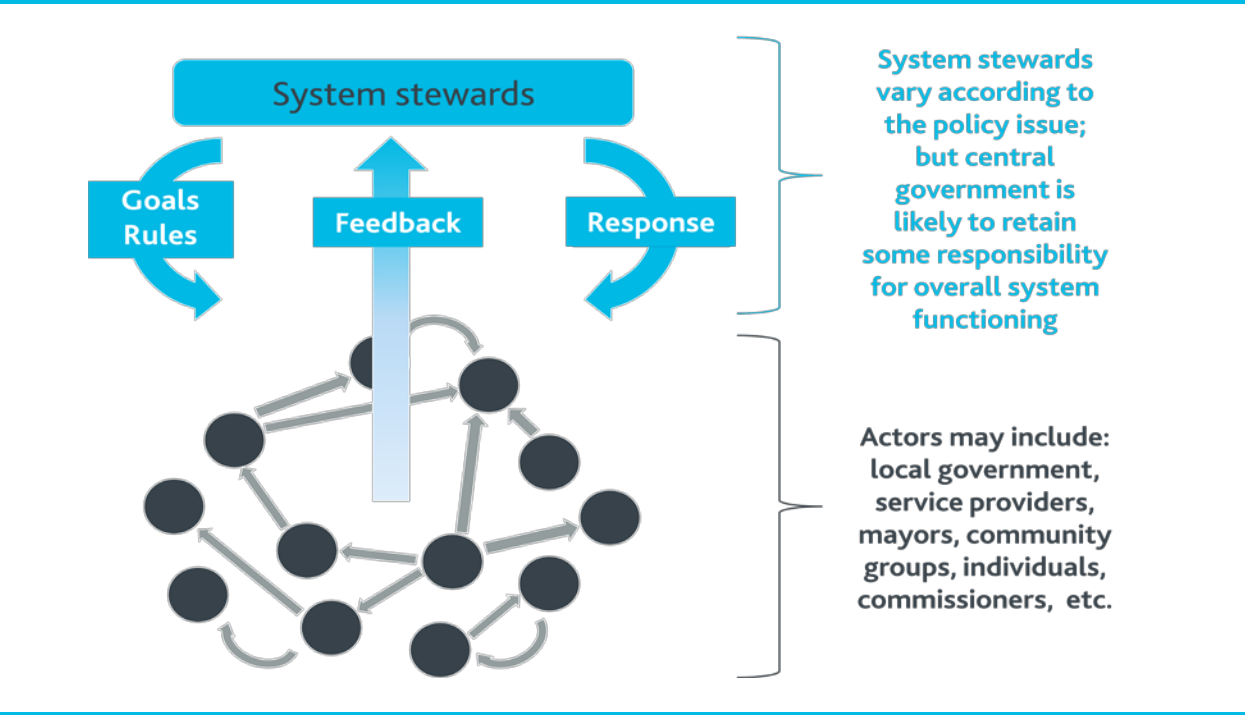 System stewards
Goals
Rules
Feedback
Response
System stewards
vary according to
the policy issue;
but central
government is
likely to retain
some responsibility
for overall system
functioning
Actors may include:
local government,
service providers,
mayors, community
groups, individuals,
commissioners, etc.